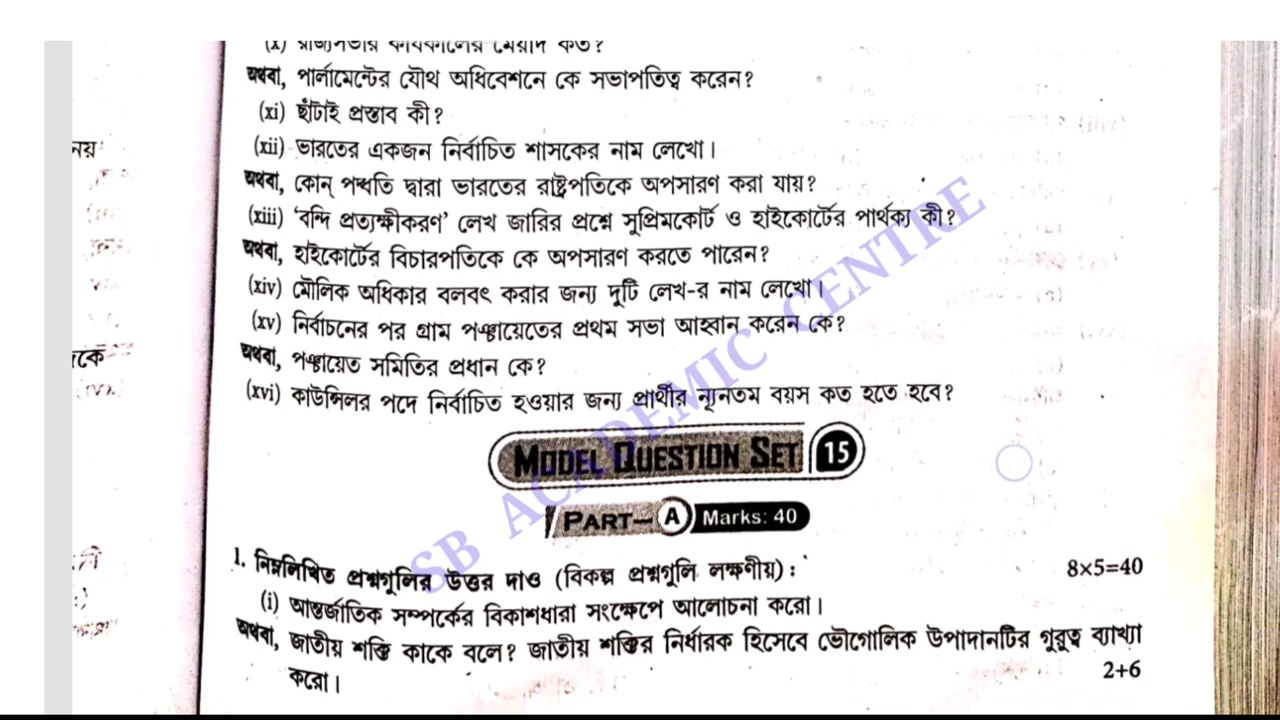 (x) রাজ্যসভার কার্যকালের মেয়াদ কত?
অথবা, পার্লামেন্টের যৌথ অধিবেশনে কে সভাপতিত্ব করেন?
(xi) ছাঁটাই প্রস্তাব কী?
(xii) ভারতের একজন নির্বাচিত শাসকের নাম লেখো।
অথবা, কোন্ পদ্ধতি দ্বারা ভারতের রাষ্ট্রপতিকে অপসারণ করা যায়?
(xiii) ‘বন্দি প্রত্যক্ষীকরণ’ লেখ জারির প্রশ্নে সুপ্রিমকোর্ট ও হাইকোর্টের পার্থক্য কী?
অথবা, হাইকোর্টের বিচারপতিকে কে অপসারণ করতে পারেন?
(xiv) মৌলিক অধিকার বলবৎ করার জন্য দুটি লেখ-র নাম লেখো।
(xv) নির্বাচনের পর গ্রাম পঞ্চায়েতের প্রথম সভা আহ্বান করেন কে?
অথবা, পঞ্চায়েত সমিতির প্রধান কে?
(xvi) কাউন্সিলর পদে নির্বাচিত হওয়ার জন্য প্রার্থীর ন্যূনতম বয়স কত হতে হবে?
MODEL QUESTION SET 15
PART–A Marks: 40
1. নিম্নলিখিত প্রশ্নগুলির উত্তর দাও (বিকল্প প্রশ্নগুলি লক্ষণীয়) : 8×5=40
(i) আন্তর্জাতিক সম্পর্কের বিকাশধারা সংক্ষেপে আলোচনা করো।
অথবা, জাতীয় শক্তি কাকে বলে? জাতীয় শক্তির নির্ধারক হিসেবে ভৌগোলিক উপাদানটির গুরুত্ব ব্যাখ্যা
করো। 2+6
SB ACADEMIC CENTRE